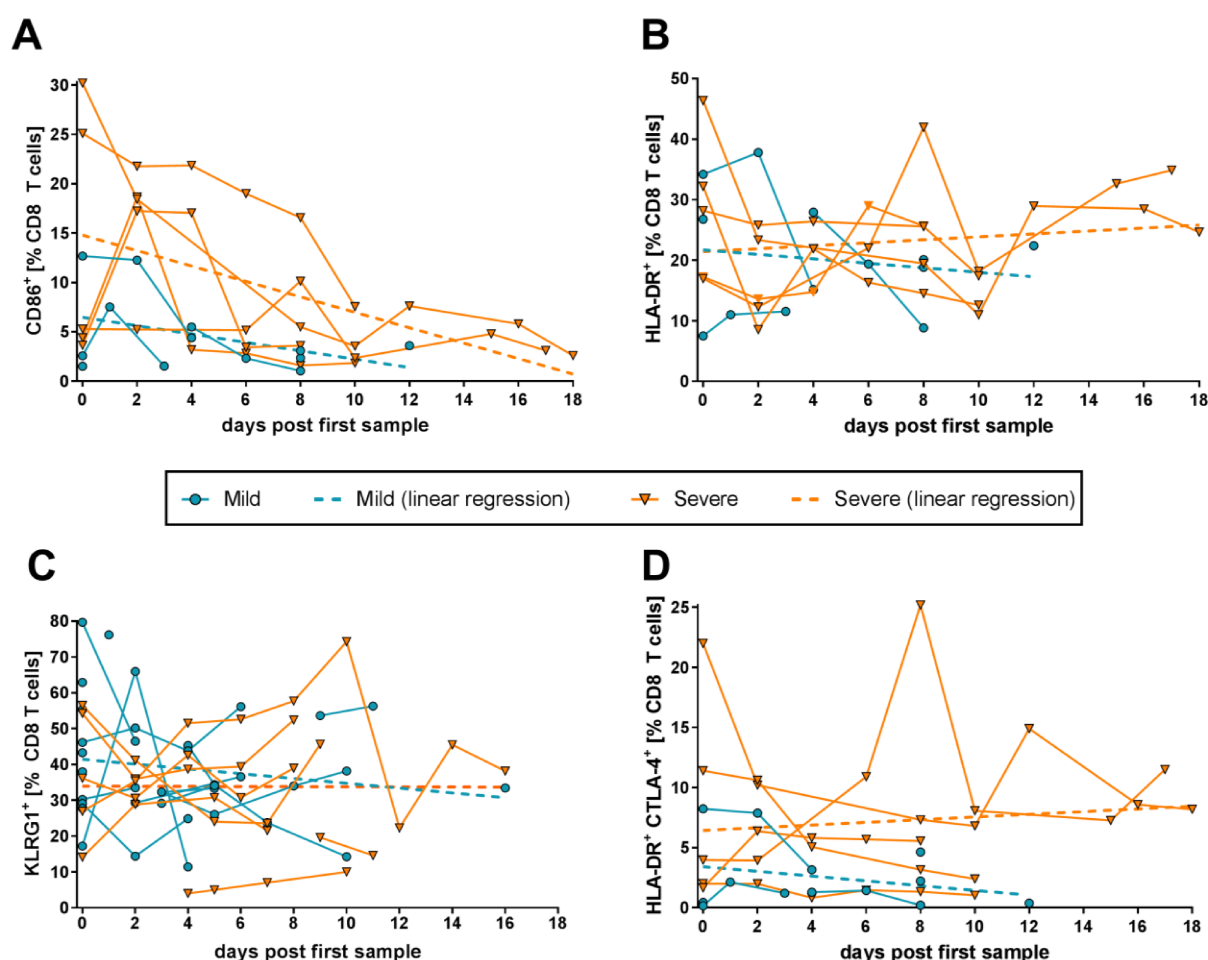 A
B
CD86+ [% CD8 T cells]
30
25
20
15
10
5
0
0 2 4 6 8 10 12 14 16 18
days post first sample
HLA-DR+ [% CD8 T cells]
50
40
30
20
10
0
0 2 4 6 8 10 12 14 16 18
days post first sample
Mild Mild (linear regression) Severe Severe (linear regression)
C
D
KLRG1+ [% CD8 T cells]
80
70
60
50
40
30
20
10
0
0 2 4 6 8 10 12 14 16 18
days post first sample
HLA-DR+ CTLA-4+ [% CD8 T cells]
25
20
15
10
5
0
0 2 4 6 8 10 12 14 16 18
days post first sample